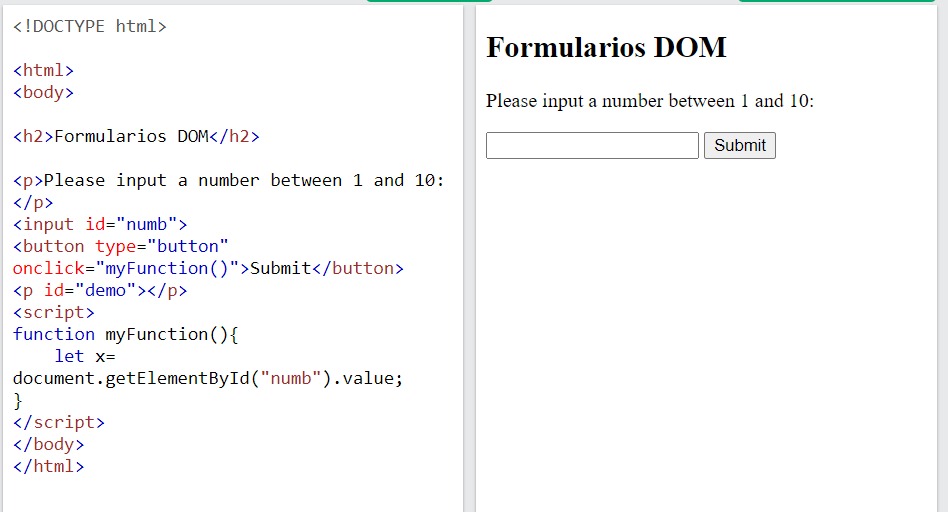 <!DOCTYPE html>
<html>
<body>
<h2>Formularios DOM</h2>
<p>Please input a number between 1 and 10:
</p>
<input id="numb">
<button type="button"
onclick="myFunction()">Submit</button>
<p id="demo"></p>
<script>
function myFunction(){
    let x=
document.getElementById("numb").value;
}
</script>
</body>
</html>
Formularios DOM
Please input a number between 1 and 10:
Submit